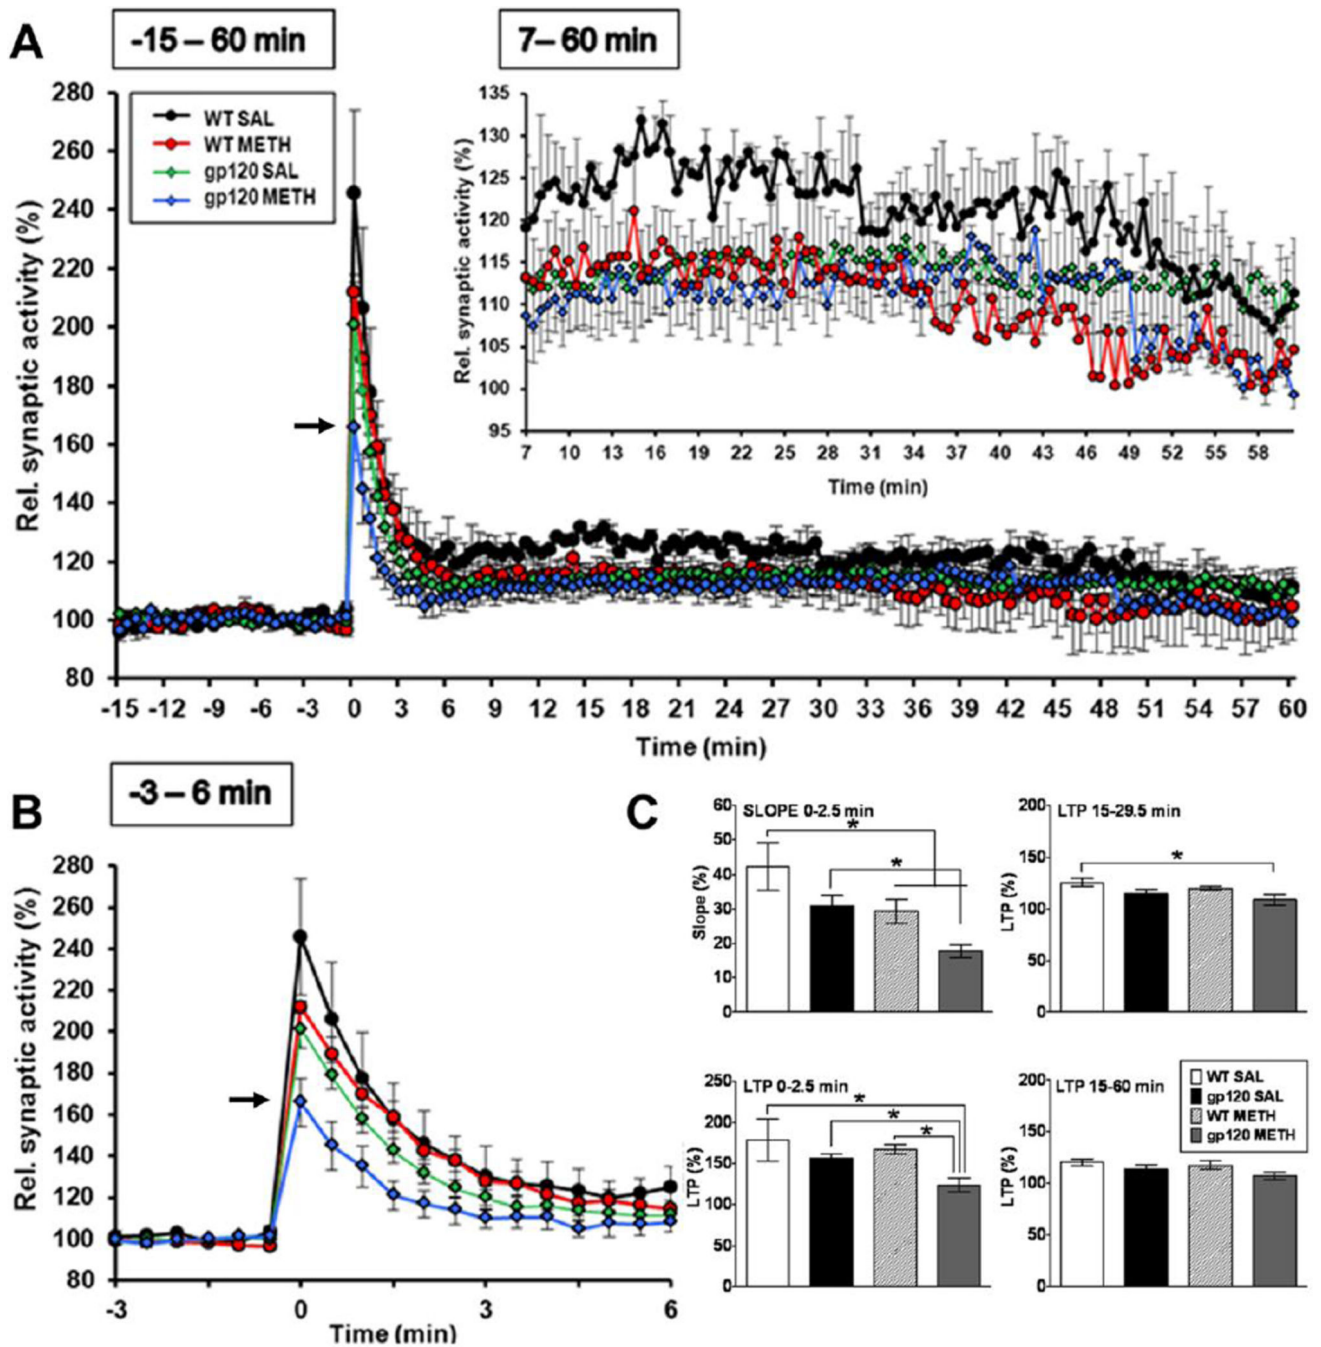 A
-15 – 60 min
7– 60 min
WT SAL
WT METH
gp120 SAL
gp120 METH
Rel. synaptic activity (%)
280
260
240
220
200
180
160
140
120
100
80
-15 -12 -9 -6 -3 0 3 6 9 12 15 18 21 24 27 30 33 36 39 42 45 48 51 54 57 60
Time (min)
Rel. synaptic activity (%)
135
130
125
120
115
110
105
100
95
7 10 13 16 19 22 25 28 31 34 37 40 43 46 49 52 55 58
Time (min)
B
-3 – 6 min
Rel. synaptic activity (%)
280
260
240
220
200
180
160
140
120
100
80
-3 0 3 6
Time (min)
C
SLOPE 0-2.5 min
Slope (%)
60
50
40
30
20
10
0
*
*
LTP 15-29.5 min
LTP (%)
200
150
100
50
0
*
LTP 0-2.5 min
LTP (%)
250
200
150
100
50
0
*
*
*
LTP 15-60 min
LTP (%)
200
150
100
50
0
WT SAL
gp120 SAL
WT METH
gp120 METH